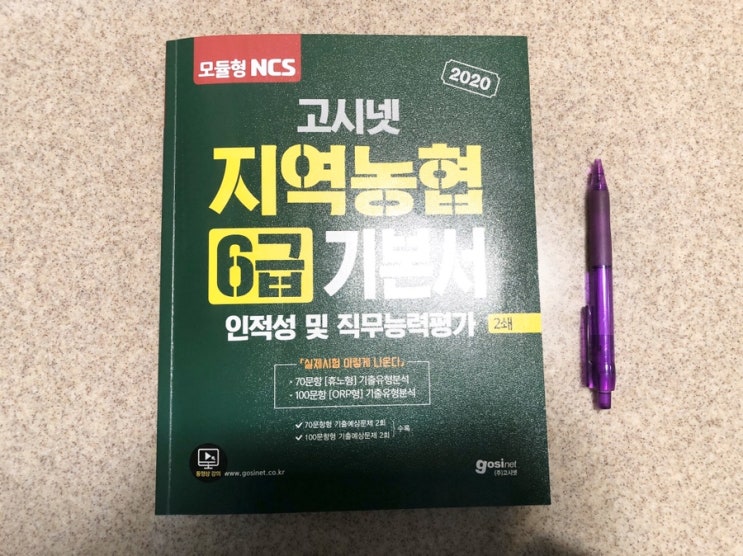 모듈형 NCS
2020
고시넷
지역농협
6급 기본서
인적성 및 직무능력평가 2쇄
『실제시험 이렇게 나온다』
· 70문항 [휴노형] 기출유형분석
· 100문항 [ORP형] 기출유형분석
✓ 70문항형 기출예상문제 2회
✓ 100문항형 기출예상문제 2회
수록
동영상 강의
www.gosinet.co.kr
gosinet
(주)고시넷